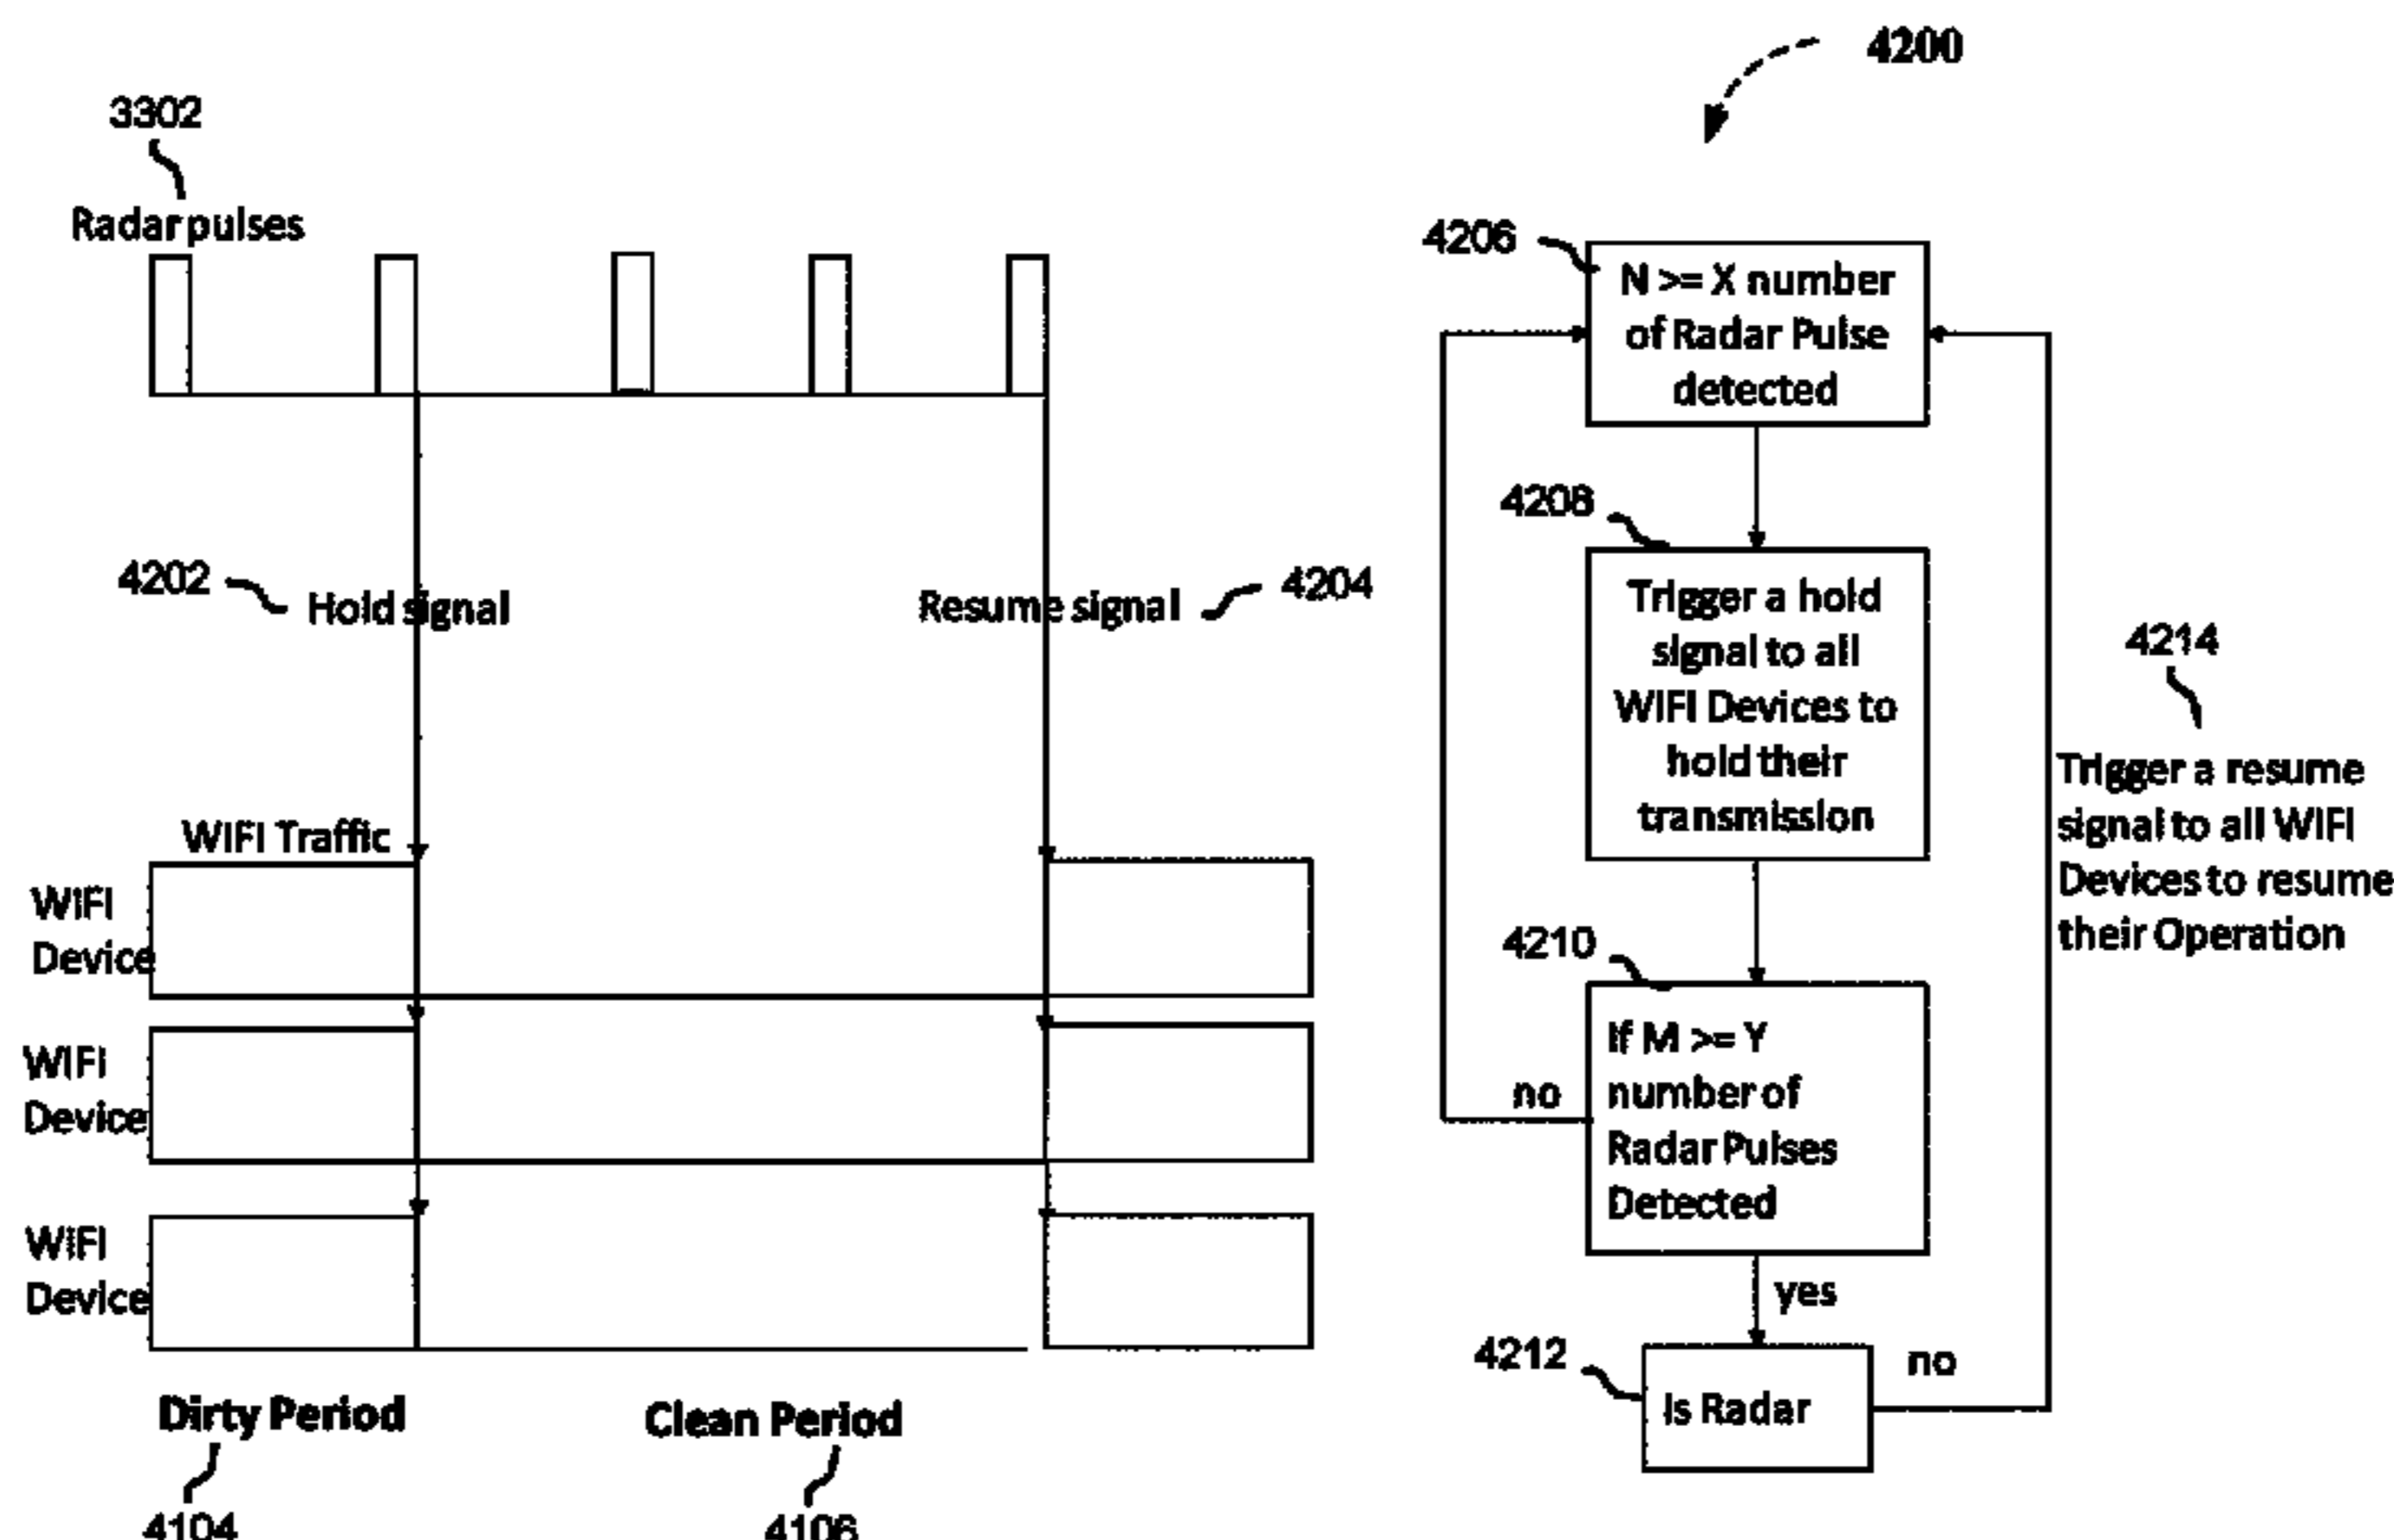 3302
Radar pulses
4202
Hold signal
Resume signal
4204
WIFI Traffic
WIFI
Device
WIFI
Device
WIFI
Device
Dirty Period
Clean Period
4104
4106
4200
4206
N >= X number
of Radar Pulse
detected
4208
Trigger a hold
signal to all
WIFI Devices to
hold their
transmission
4214
Trigger a resume
signal to all WIFI
Devices to resume
their Operation
4210
If M >= Y
number of
Radar Pulses
Detected
no
yes
4212
Is Radar
no